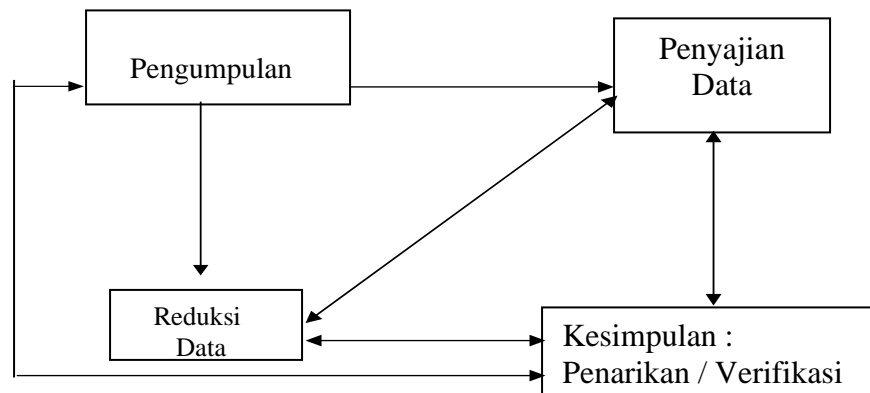 Pengumpulan
Penyajian
Data
Reduksi
Data
Kesimpulan :
Penarikan / Verifikasi